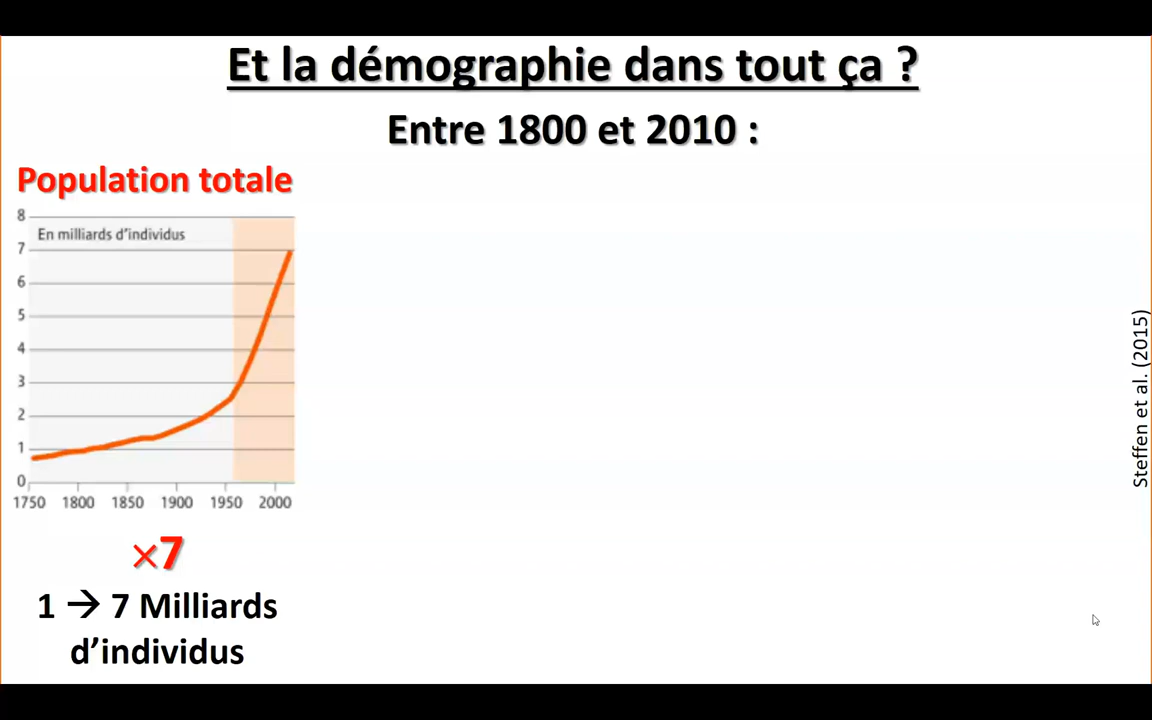 Et la démographie dans tout ça ?
Entre 1800 et 2010 :
Population totale
8
En milliards d'individus
7
6
5
4
3
2
1
0
1750 1800 1850 1900 1950 2000
×7
1 → 7 Milliards
d'individus
Steffen et al. (2015)